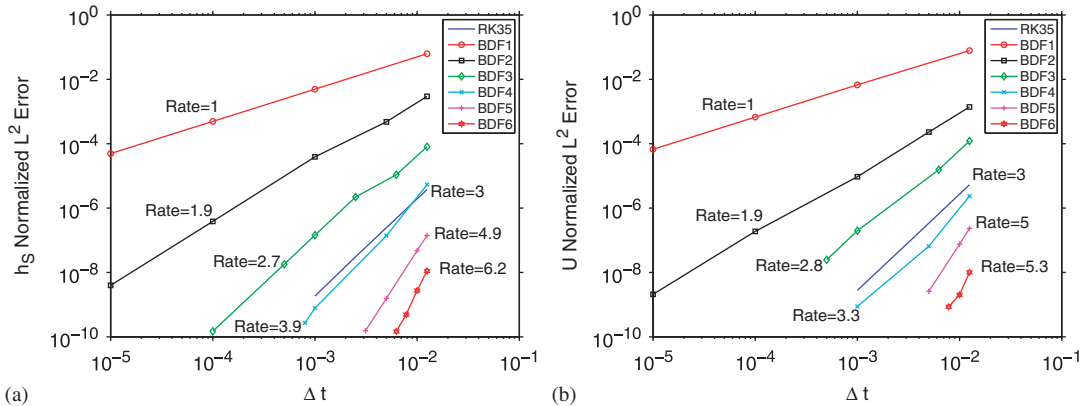 10^0
10^−2
10^−4
10^−6
10^−8
10^−10
h_S Normalized L^2 Error
Rate=1
Rate=1.9
Rate=2.7
Rate=3.9
Rate=3
Rate=4.9
Rate=6.2
RK35
BDF1
BDF2
BDF3
BDF4
BDF5
BDF6
10^−5
10^−4
10^−3
10^−2
10^−1
Δ t
(a)
10^0
10^−2
10^−4
10^−6
10^−8
10^−10
U Normalized L^2 Error
Rate=1
Rate=1.9
Rate=2.8
Rate=3.3
Rate=3
Rate=5
Rate=5.3
RK35
BDF1
BDF2
BDF3
BDF4
BDF5
BDF6
10^−5
10^−4
10^−3
10^−2
10^−1
Δ t
(b)